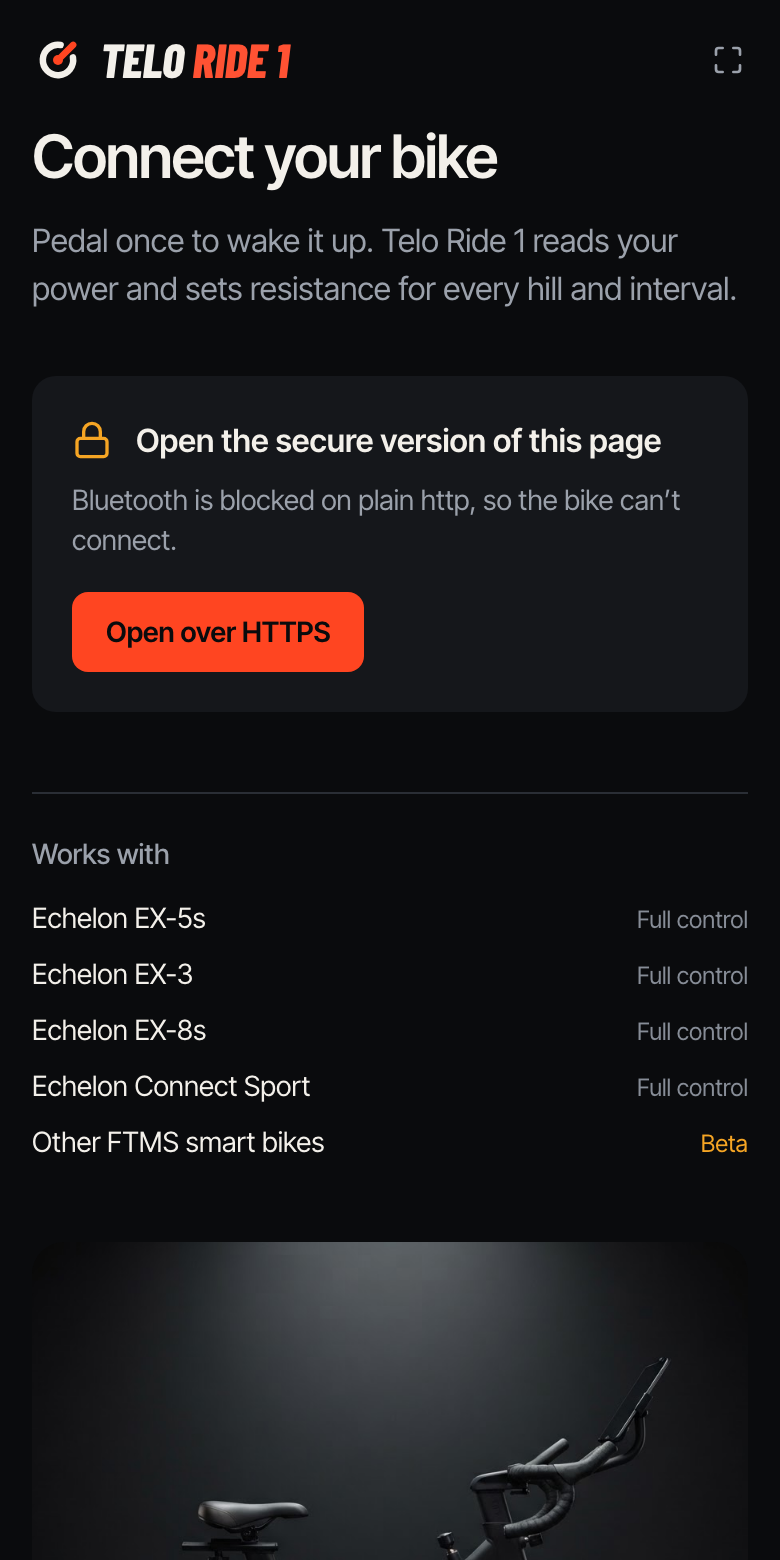 TELO RIDE 1
Connect your bike
Pedal once to wake it up. Telo Ride 1 reads your
power and sets resistance for every hill and interval.
Open the secure version of this page
Bluetooth is blocked on plain http, so the bike can’t
connect.
Open over HTTPS
Works with
Echelon EX-5s Full control
Echelon EX-3 Full control
Echelon EX-8s Full control
Echelon Connect Sport Full control
Other FTMS smart bikes Beta